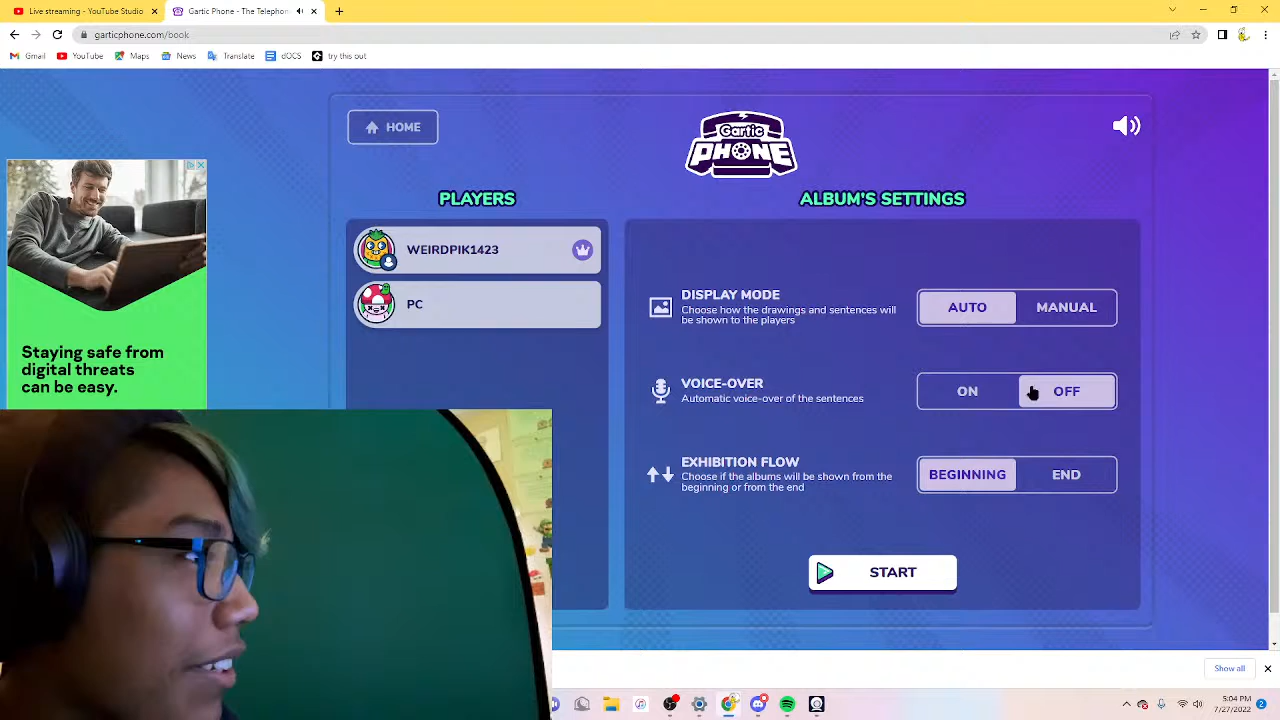 Live streaming - YouTube Studio
Gartic Phone - The Telephon
garticphone.com/book
Gmail
YouTube
Maps
News
Translate
dOCS
try this out
HOME
Gartic
PHONE
PLAYERS
ALBUM'S SETTINGS
WEIRDPIK1423
PC
DISPLAY MODE
Choose how the drawings and sentences will
be shown to the players
AUTO
MANUAL
VOICE-OVER
Automatic voice-over of the sentences
ON
OFF
EXHIBITION FLOW
Choose if the albums will be shown from the
beginning or from the end
BEGINNING
END
START
Staying safe from
digital threats
can be easy.
Show all
5:04 PM
7/27/2022
2